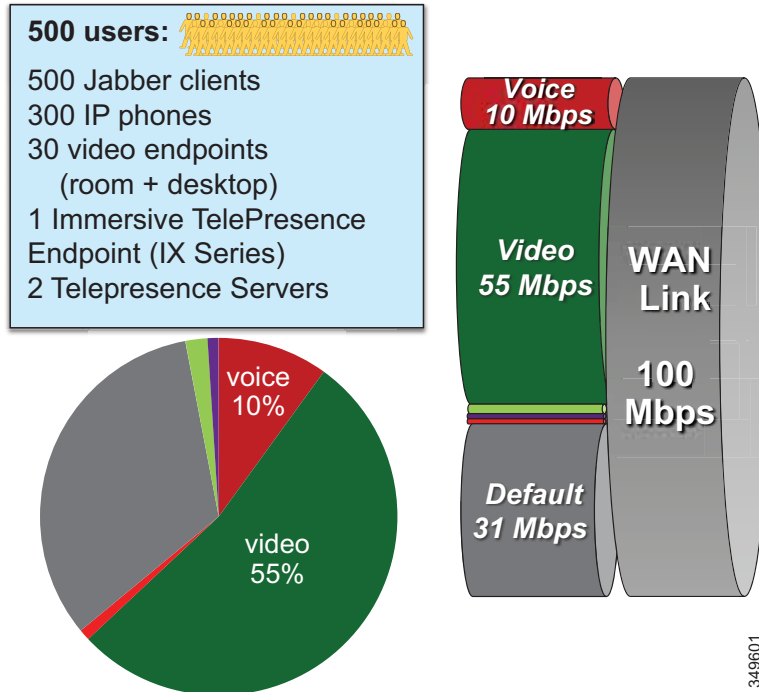 500 users:
500 Jabber clients
300 IP phones
30 video endpoints
(room + desktop)
1 Immersive TelePresence
Endpoint (IX Series)
2 Telepresence Servers
voice
10%
video
55%
Voice
10 Mbps
Video
55 Mbps
Default
31 Mbps
WAN
Link
100
Mbps
349601